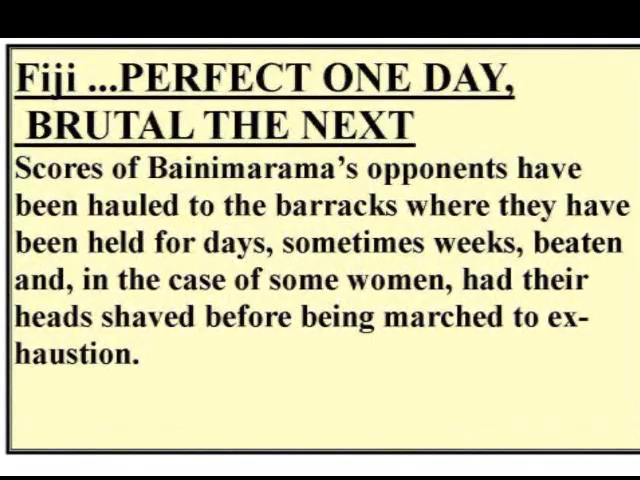 Fiji ...PERFECT ONE DAY,
BRUTAL THE NEXT
Scores of Bainimarama’s opponents have
been hauled to the barracks where they have
been held for days, sometimes weeks, beaten
and, in the case of some women, had their
heads shaved before being marched to ex-
haustion.